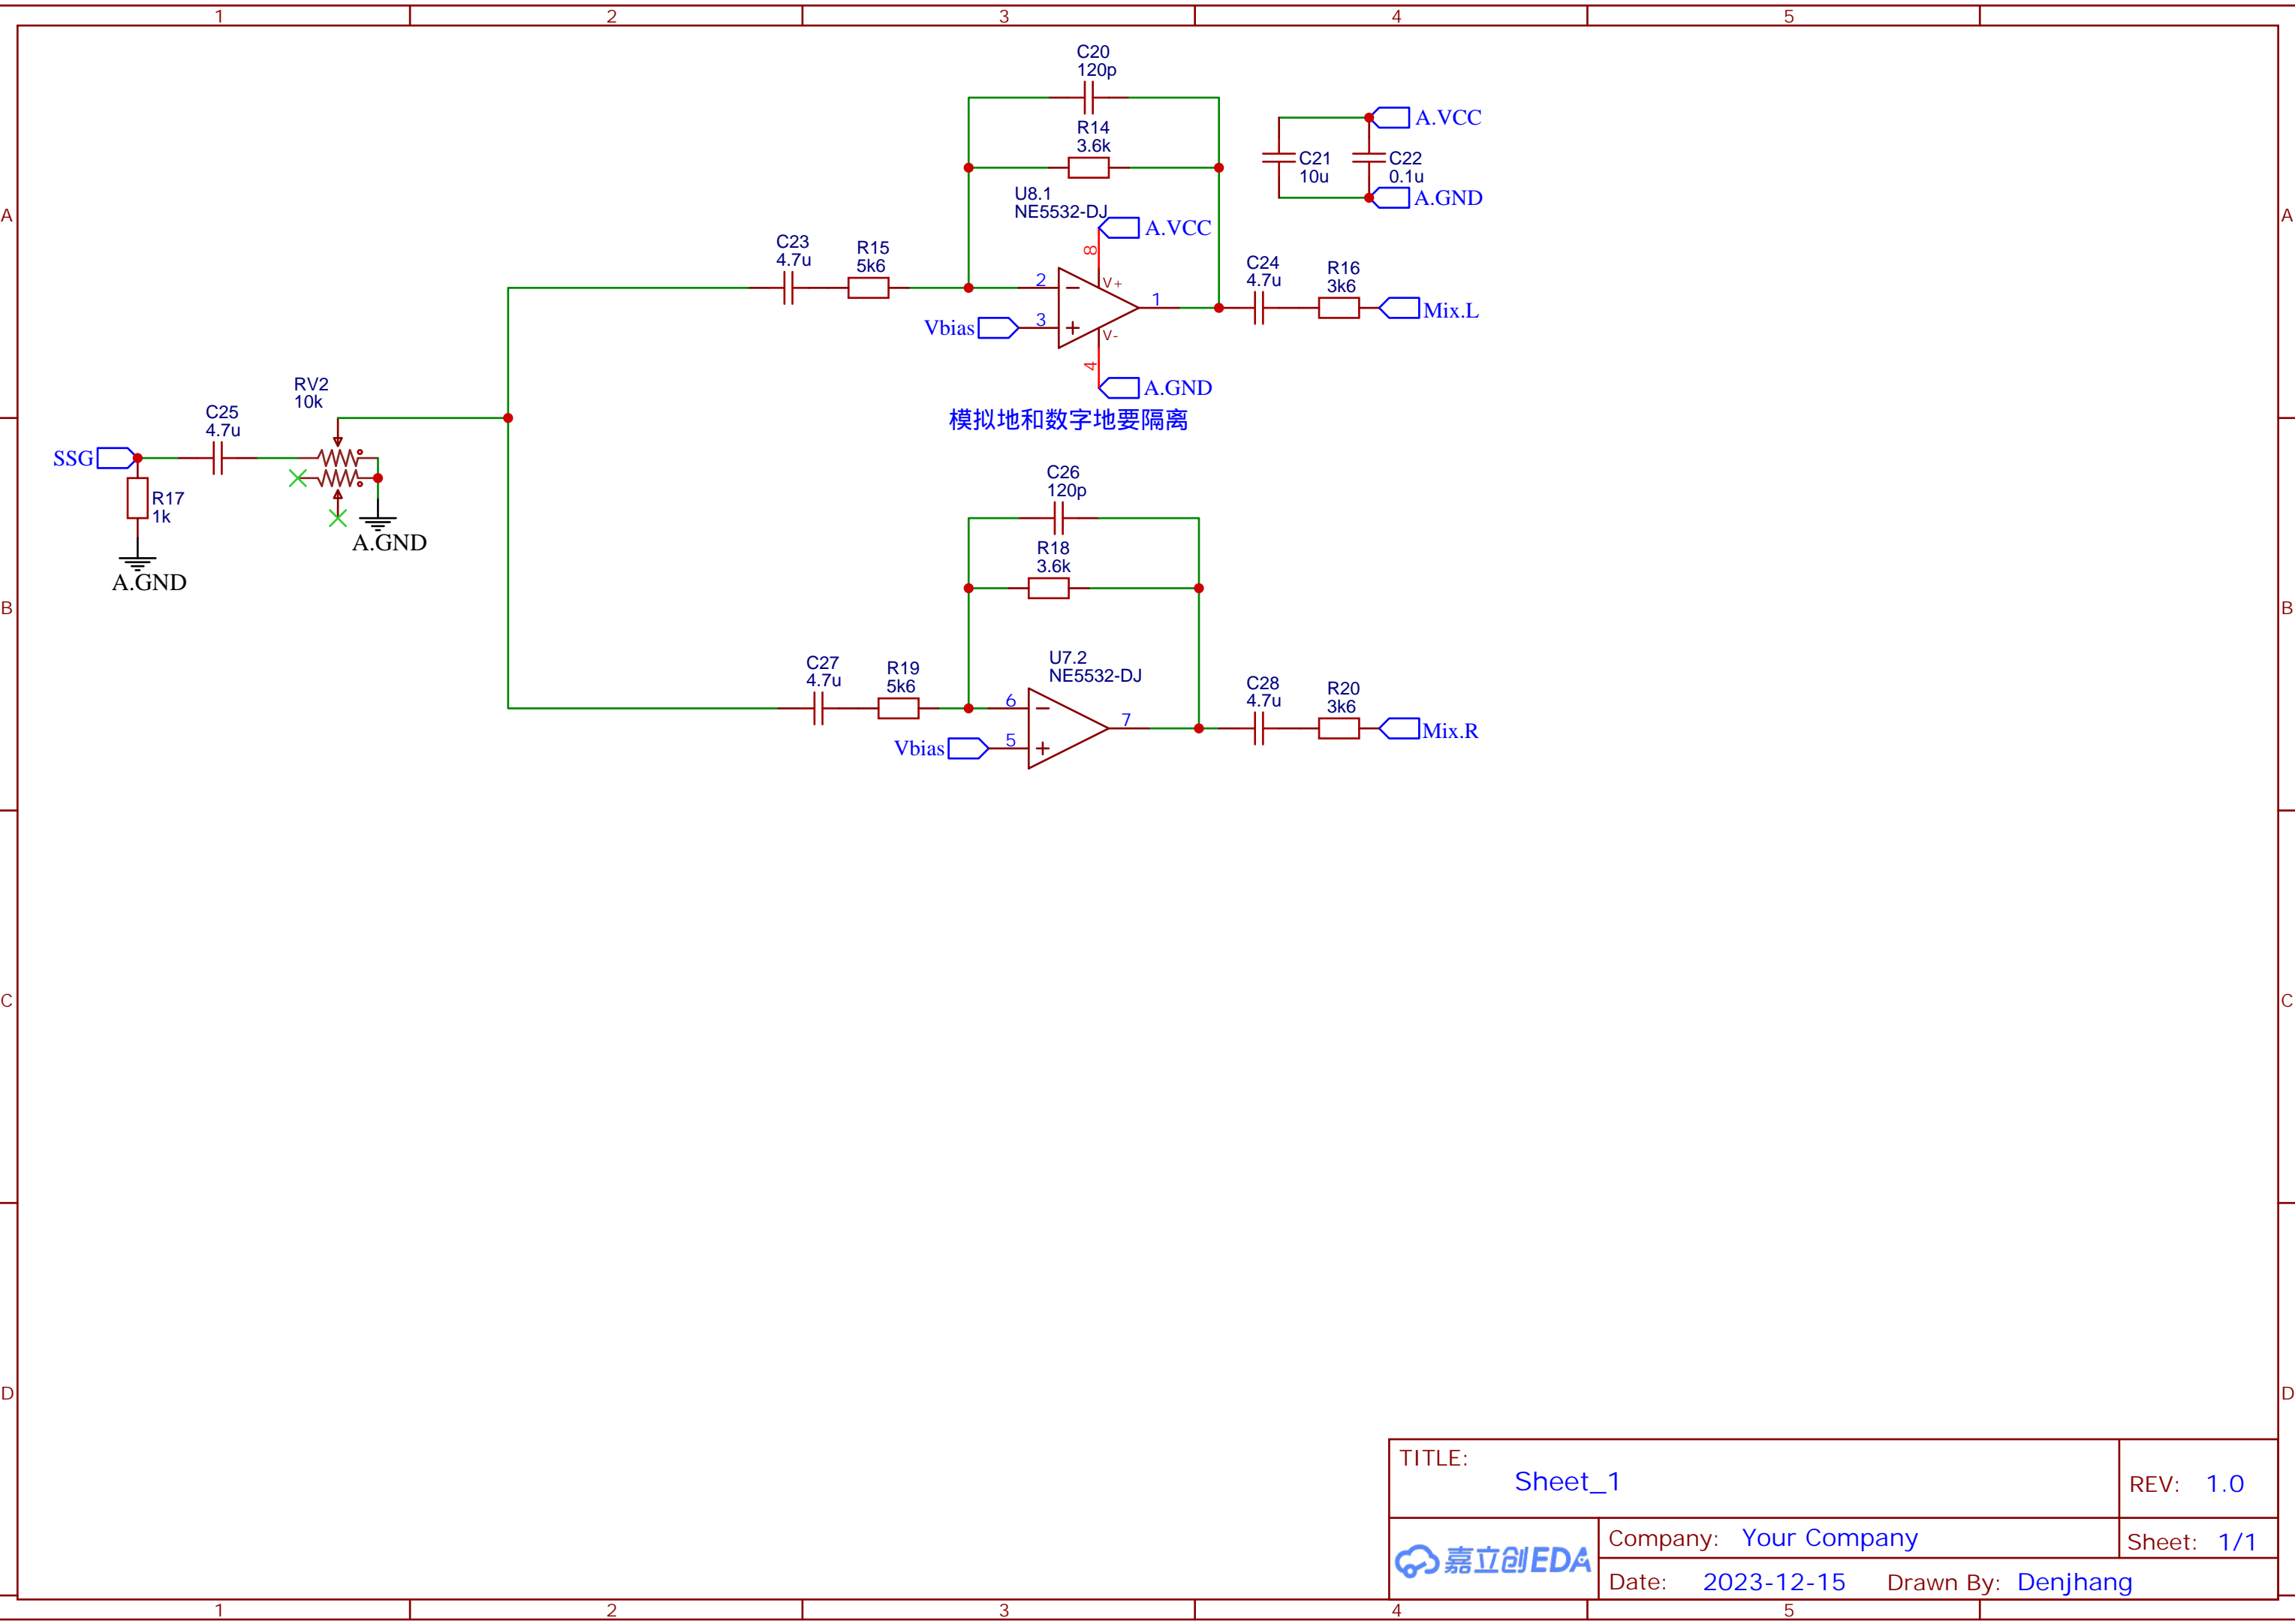 1 2 3 4 5
C20
120p
A.VCC
R14
3.6k
C21
10u
C22
0.1u
A.GND
A A
U8.1
NE5532-DJ
A.VCC
8
C23
4.7u
R15
5k6
C24
4.7u
R16
3k6
2
V+
1
Mix.L
Vbias
3
V-
4
A.GND
模拟地和数字地要隔离
RV2
10k
C25
4.7u
SSG
R17
1k
A.GND
A.GND
C26
120p
R18
3.6k
B B
U7.2
NE5532-DJ
C27
4.7u
R19
5k6
C28
4.7u
R20
3k6
6
7
Mix.R
Vbias
5
C C
D D
TITLE:
Sheet_1
REV: 1.0
嘉立创EDA
Company: Your Company
Sheet: 1/1
Date: 2023-12-15 Drawn By: Denjhang
1 2 3 4 5